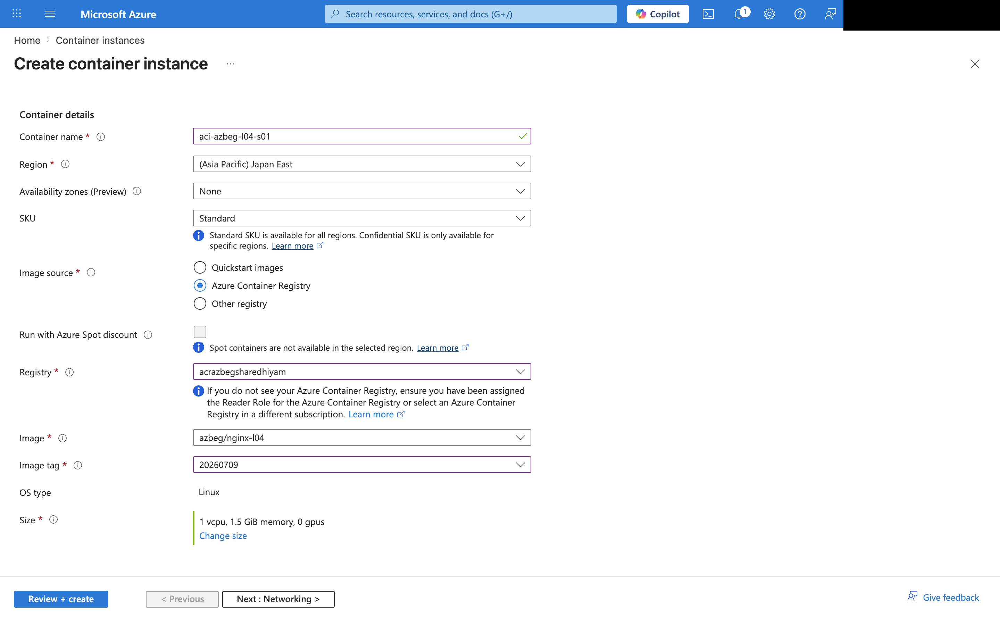 Microsoft Azure
Search resources, services, and docs (G+/)
Copilot
1
Home > Container instances
Create container instance ...
Container details
Container name *
aci-azbeg-l04-s01
Region *
(Asia Pacific) Japan East
Availability zones (Preview)
None
SKU
Standard
Standard SKU is available for all regions. Confidential SKU is only available for
specific regions. Learn more
Image source *
Quickstart images
Azure Container Registry
Other registry
Run with Azure Spot discount
Spot containers are not available in the selected region. Learn more
Registry *
acrazbegsharedhiyam
If you do not see your Azure Container Registry, ensure you have been assigned
the Reader Role for the Azure Container Registry or select an Azure Container
Registry in a different subscription. Learn more
Image *
azbeg/nginx-l04
Image tag *
20260709
OS type
Linux
Size *
1 vcpu, 1.5 GiB memory, 0 gpus
Change size
Review + create
< Previous
Next : Networking >
Give feedback